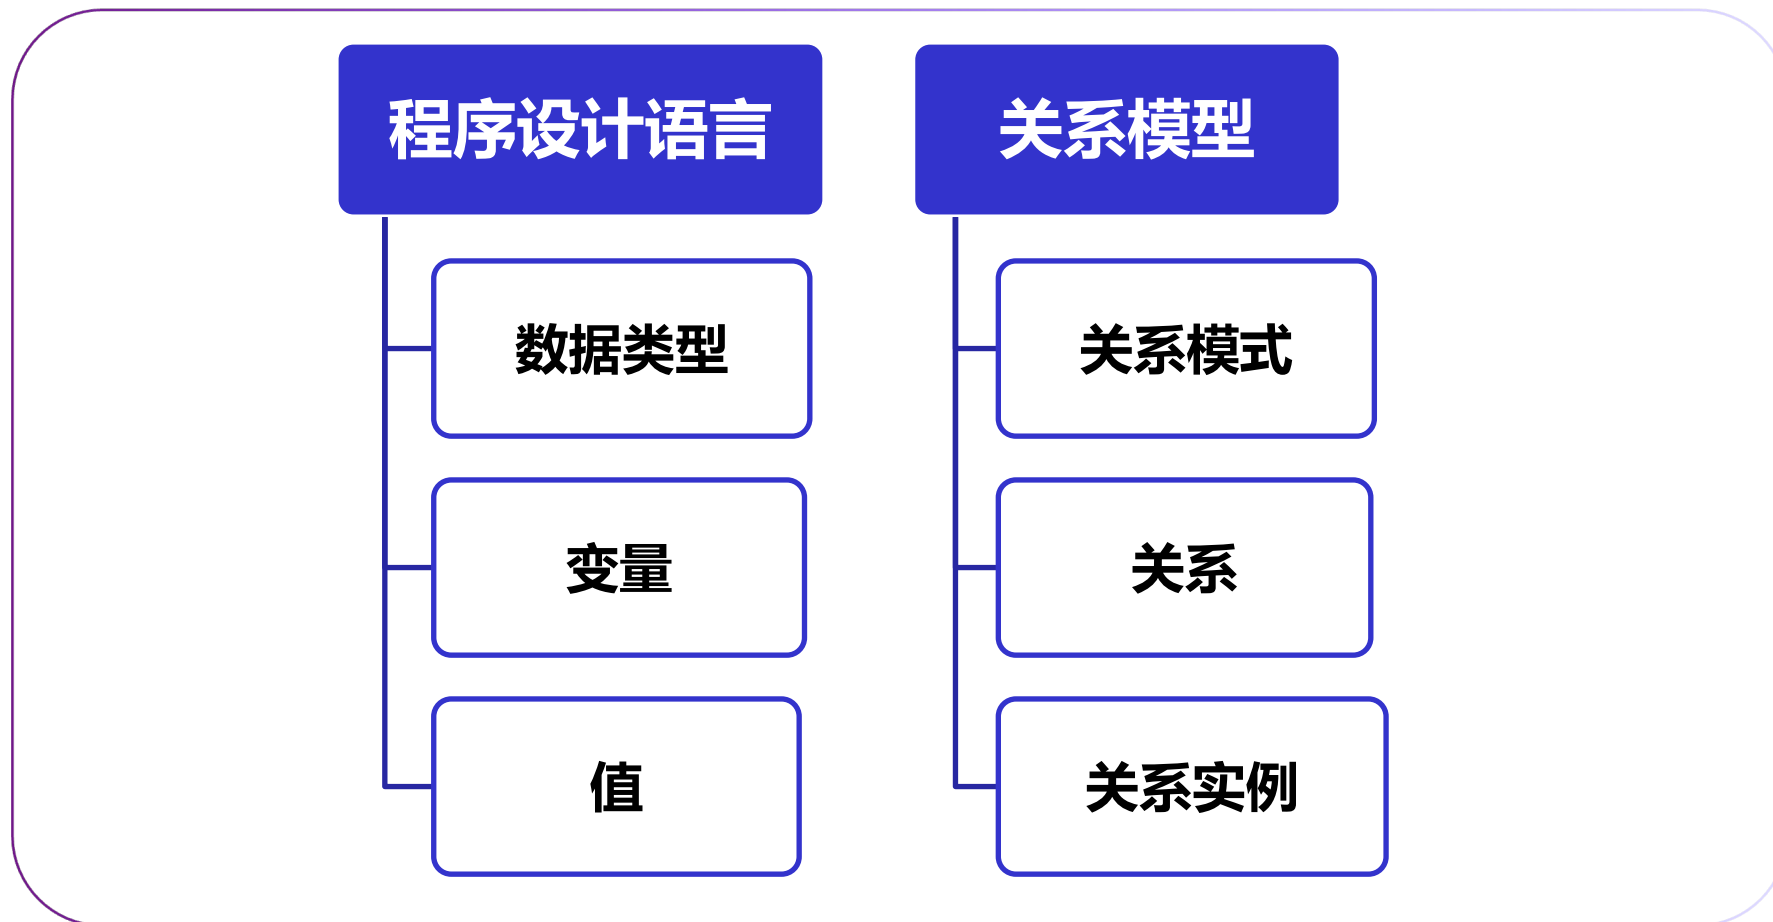 程序设计语言
数据类型
变量
值
关系模型
关系模式
关系
关系实例